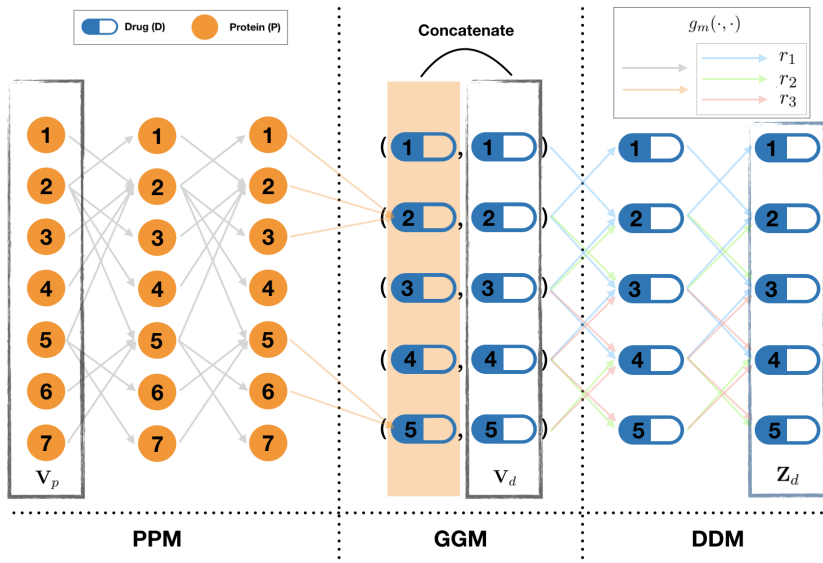 Drug (D) Protein (P)
Concatenate
g_m(·,·)
r_1
r_2
r_3
1 1 1 ( 1 , 1 ) 1 1
2 2 2 ( 2 , 2 ) 2 2
3 3 3 ( 3 , 3 ) 3 3
4 4 4 ( 4 , 4 ) 4 4
5 5 5 ( 5 , 5 ) 5 5
6 6 6
7 7 7
V_p V_d Z_d
PPM GGM DDM